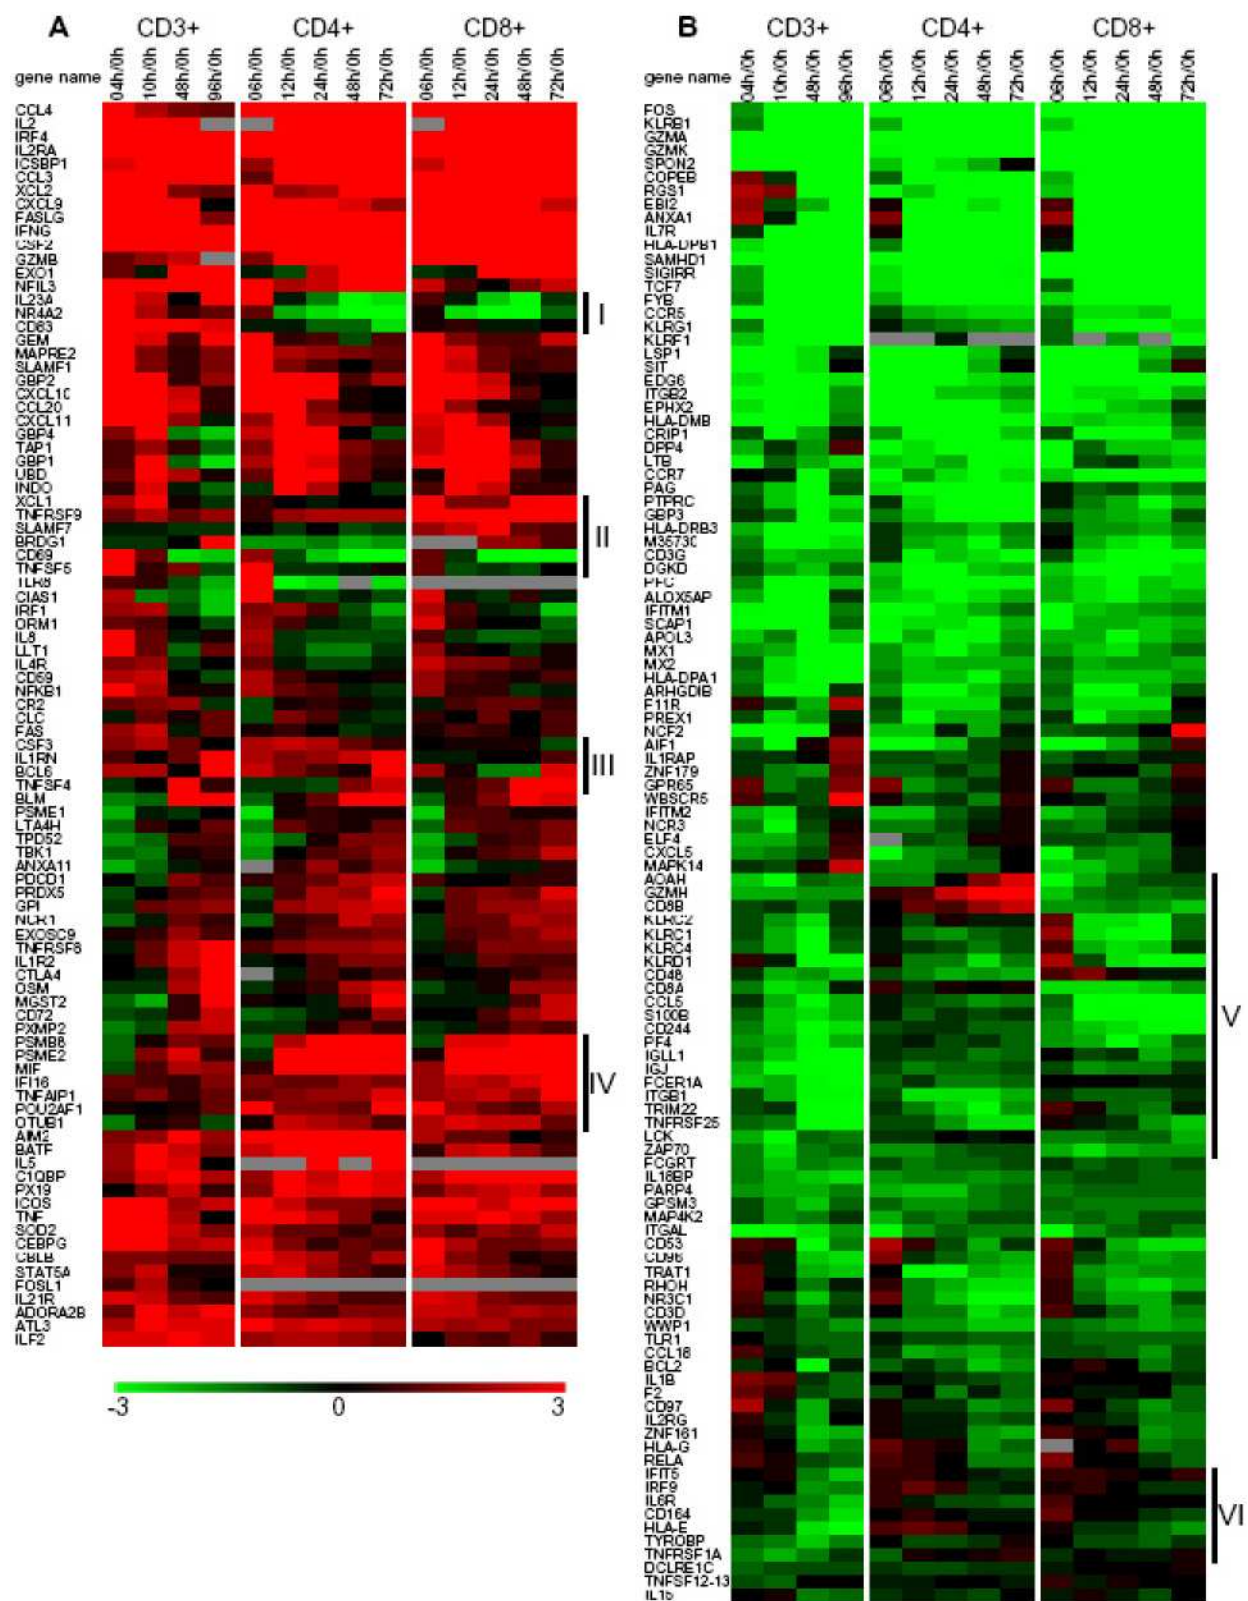 A CD3+ CD4+ CD8+
gene name 04h/0h 10h/0h 48h/0h 96h/0h 06h/0h 12h/0h 24h/0h 48h/0h 72h/0h 06h/0h 12h/0h 24h/0h 48h/0h 72h/0h
CCL4
IL2
IRF4
IL2RA
ICSBP1
CCL3
XCL2
CXCL9
FASLG
IFNG
CSF2
GZMB
EXO1
NFIL3
IL23A
NR4A2
CD83
GEM
MAPRE2
SLAMF1
GBP2
CXCL10
CCL20
CXCL11
GBP4
TAP1
GBP1
UBD
INDO
XCL1
TNFRSF9
SLAMF7
BRDG1
CD69
TNFSF5
TLR8
CIAS1
IRF1
ORM1
IL8
LLT1
IL4R
CD59
NFKB1
CR2
CLC
FAS
CSF3
IL1RN
BCL6
TNFSF4
BLM
PSME1
LTA4H
TPD52
TBK1
ANXA11
PDCD1
PRDX5
GPI
NCR1
EXOSC9
TNFRSF8
IL1R2
CTLA4
OSM
MGST2
CD72
PXMP2
PSMB8
PSME2
MIF
IFI16
TNFAIP1
POU2AF1
OTUB1
AIM2
BATF
IL5
C1QBP
PX19
ICOS
TNF
SOD2
CEBPG
CBLB
STAT5A
FOSL1
IL21R
ADORA2B
ATL3
ILF2
I
II
III
IV
-3 0 3
B CD3+ CD4+ CD8+
gene name 04h/0h 10h/0h 48h/0h 96h/0h 06h/0h 12h/0h 24h/0h 48h/0h 72h/0h 06h/0h 12h/0h 24h/0h 48h/0h 72h/0h
FOS
KLRB1
GZMA
GZMK
SPON2
COPEB
RGS1
EBI2
ANXA1
IL7R
HLA-DPB1
SAMHD1
SIGIRR
TCF7
FYB
CCR5
KLRG1
KLRF1
LSP1
SIT
EDG6
ITGB2
EPHX2
HLA-DMB
CRIP1
DPP4
LTB
CCR7
PAG
PTPRC
GBP3
HLA-DRB3
M35730
CD3G
DGKD
PFC
ALOX5AP
IFITM1
SCAP1
APOL3
MX1
MX2
HLA-DPA1
ARHGDIB
F11R
PREX1
NCF2
AIF1
IL1RAP
ZNF179
GPR65
WBSCR5
IFITM2
NCR3
ELF4
CXCL5
MAPK14
AOAH
GZMH
CD8B
KLRC2
KLRC1
KLRC4
KLRD1
CD48
CD8A
CCL5
S100B
CD244
PF4
IGLL1
IGJ
FCER1A
ITGB1
TRIM22
TNFRSF25
LCK
ZAP70
FCGRT
IL18BP
PARP4
GPSM3
MAP4K2
ITGAL
CD53
CD96
TRAT1
RHOH
NR3C1
CD3D
WWP1
TLR1
CCL18
BCL2
IL1B
F2
CD97
IL2RG
ZNF161
HLA-G
RELA
IFIT5
IRF9
IL6R
CD164
HLA-E
TYROBP
TNFRSF1A
DCLRE1C
TNFSF12-13
IL15
V
VI